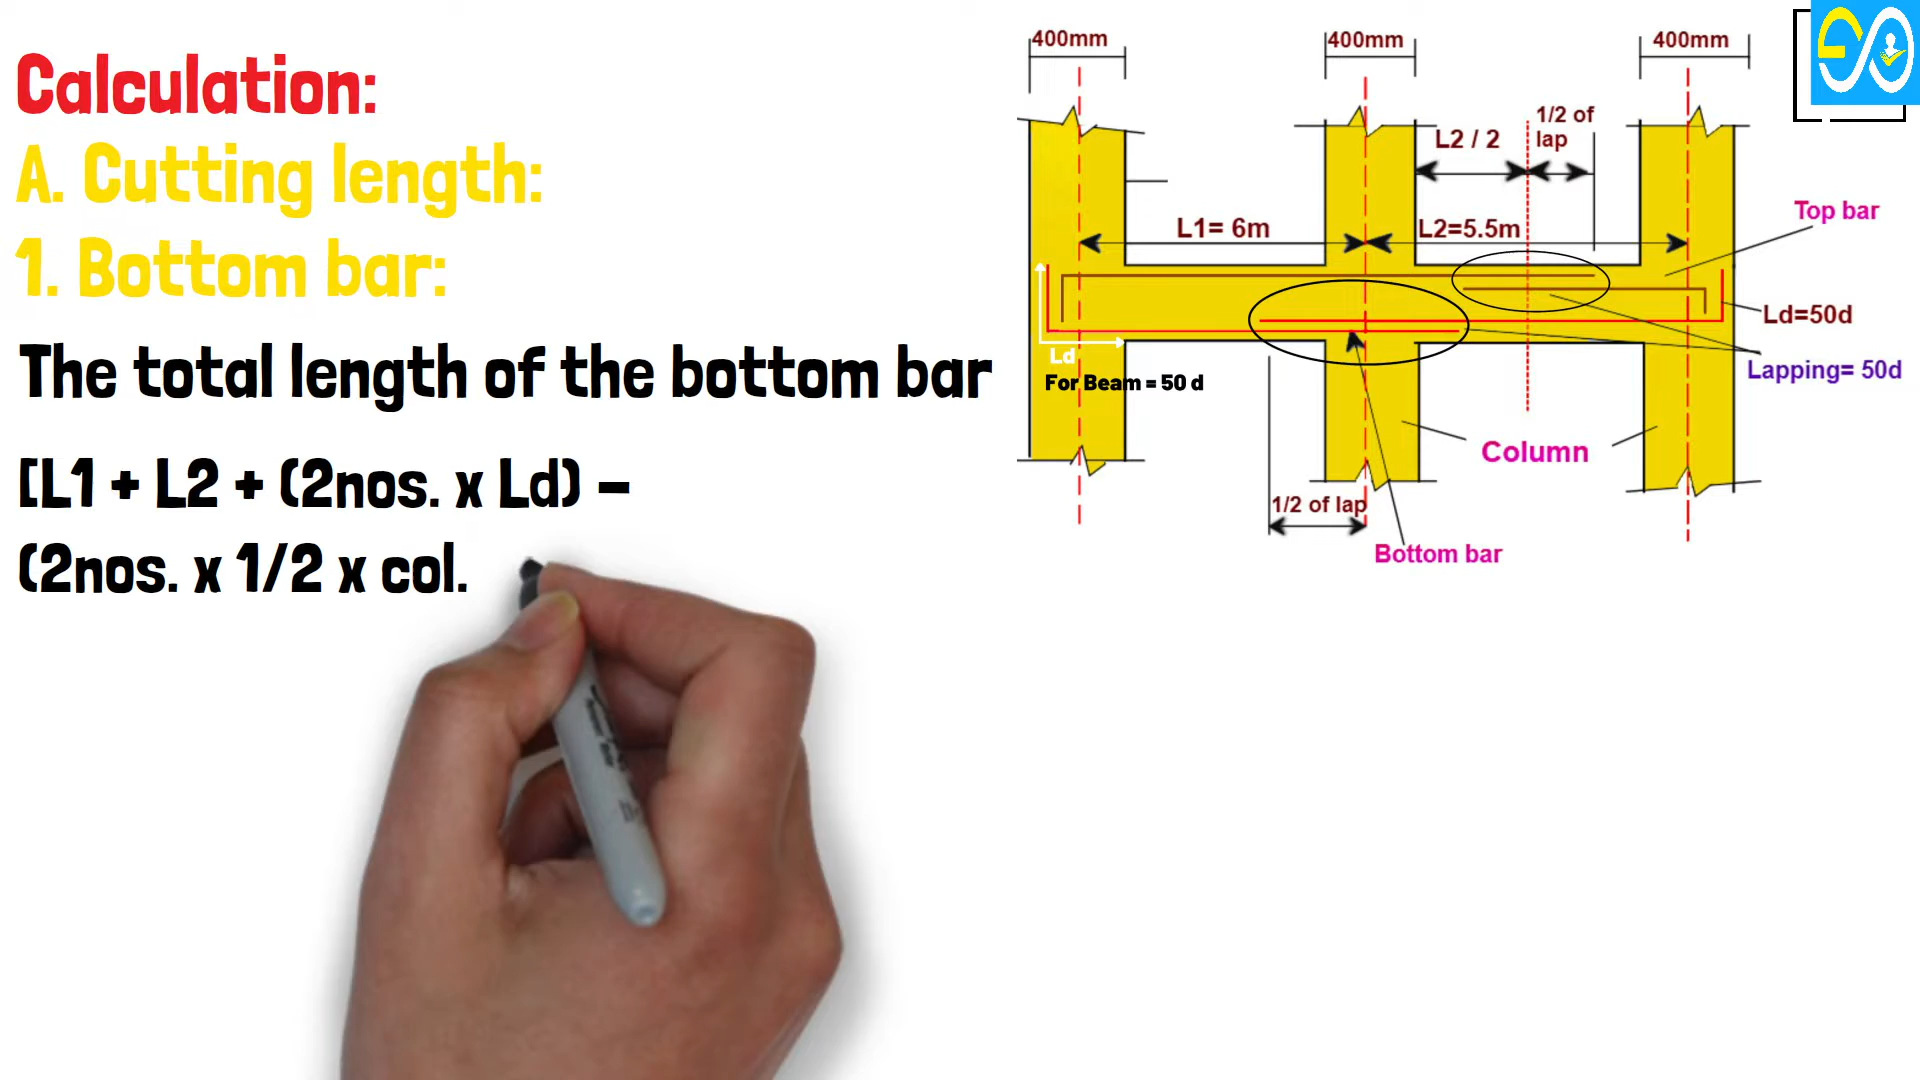 Calculation:
A. Cutting length:
1. Bottom bar:
The total length of the bottom bar
[L1 + L2 + (2nos. x Ld) –
(2nos. x 1/2 x col.
400mm
400mm
400mm
1/2 of
lap
L2 / 2
L1= 6m
L2=5.5m
Top bar
Ld=50d
Ld
Lapping= 50d
For Beam = 50 d
Column
1/2 of lap
Bottom bar